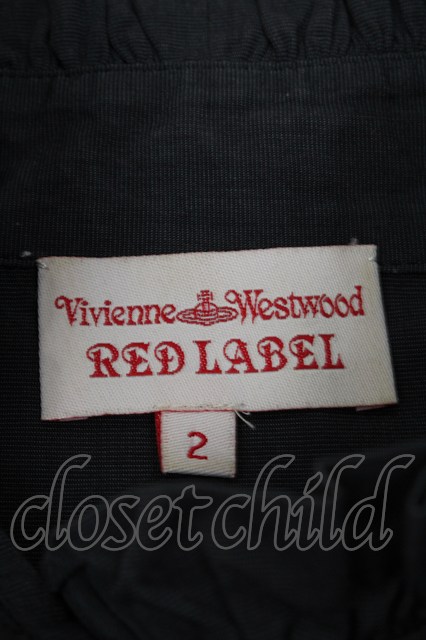 Vivienne Westwood
RED LABEL
2
closet child